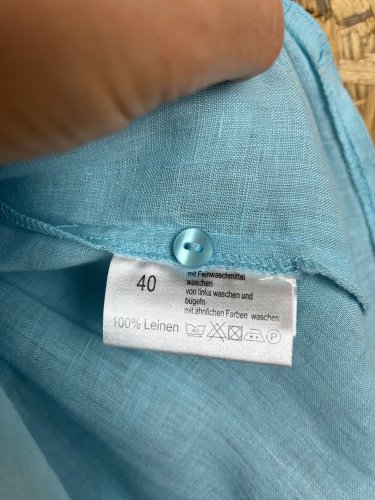 40
mit Feinwaschmittel
waschen
von links waschen und
bügeln
mit ähnlichen Farben waschen
100% Leinen
P